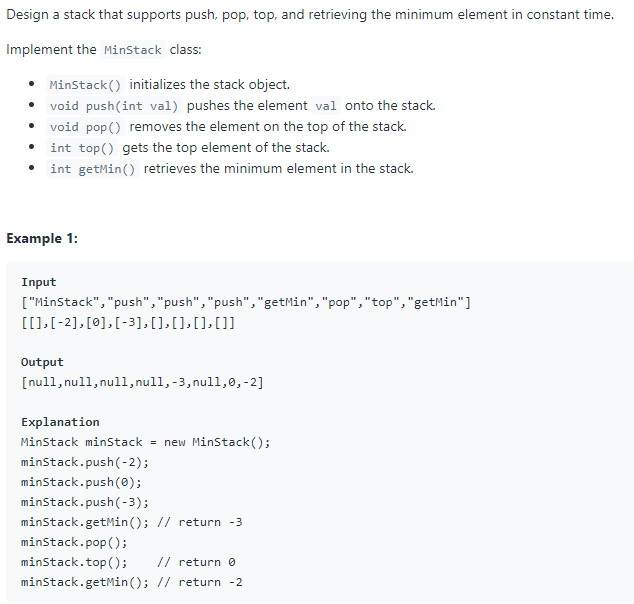 Design a stack that supports push, pop, top, and retrieving the minimum element in constant time.
Implement the MinStack class:
• MinStack() initializes the stack object.
• void push(int val) pushes the element val onto the stack.
• void pop() removes the element on the top of the stack.
• int top() gets the top element of the stack.
• int getMin() retrieves the minimum element in the stack.
Example 1:
Input
["MinStack","push","push","push","getMin","pop","top","getMin"]
[[],[-2],[0],[-3],[],[],[],[]]
Output
[null,null,null,null,-3,null,0,-2]
Explanation
MinStack minStack = new MinStack();
minStack.push(-2);
minStack.push(0);
minStack.push(-3);
minStack.getMin(); // return -3
minStack.pop();
minStack.top();    // return 0
minStack.getMin(); // return -2